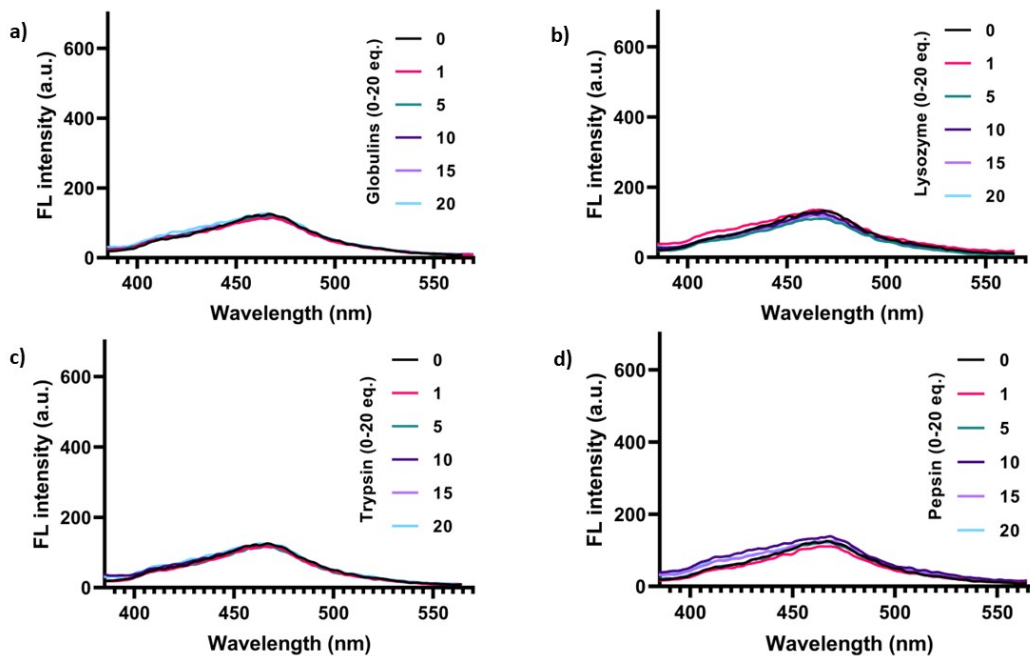 a)
FL intensity (a.u.)
600
400
200
0
400 450 500 550
Wavelength (nm)
Globulins (0-20 eq.)
0
1
5
10
15
20
b)
FL intensity (a.u.)
600
400
200
0
400 450 500 550
Wavelength (nm)
Lysozyme (0-20 eq.)
0
1
5
10
15
20
c)
FL intensity (a.u.)
600
400
200
0
400 450 500 550
Wavelength (nm)
Trypsin (0-20 eq.)
0
1
5
10
15
20
d)
FL intensity (a.u.)
600
400
200
0
400 450 500 550
Wavelength (nm)
Pepsin (0-20 eq.)
0
1
5
10
15
20